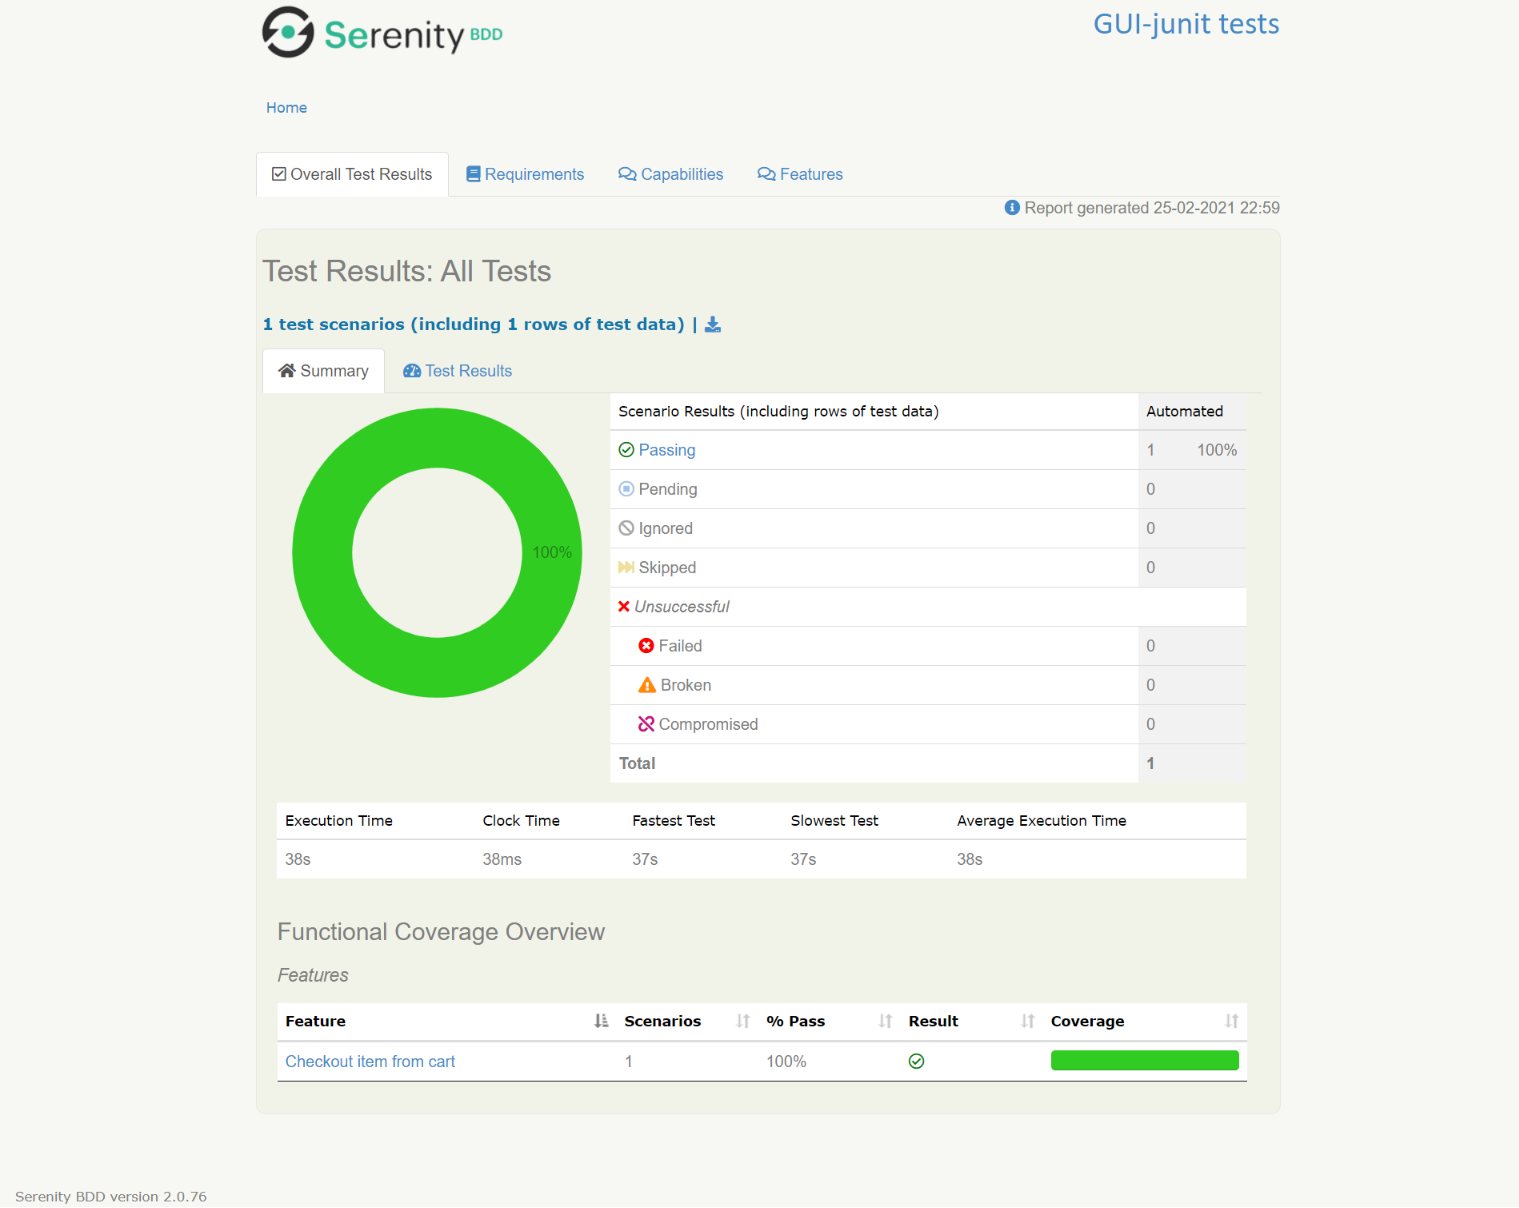 Serenity BDD
GUI-junit tests
Home
Overall Test Results Requirements Capabilities Features
Report generated 25-02-2021 22:59
Test Results: All Tests
1 test scenarios (including 1 rows of test data) |
Summary Test Results
100%
Scenario Results (including rows of test data) Automated
Passing 1 100%
Pending 0
Ignored 0
Skipped 0
Unsuccessful
Failed 0
Broken 0
Compromised 0
Total 1
Execution Time Clock Time Fastest Test Slowest Test Average Execution Time
38s 38ms 37s 37s 38s
Functional Coverage Overview
Features
Feature Scenarios % Pass Result Coverage
Checkout item from cart 1 100%
Serenity BDD version 2.0.76